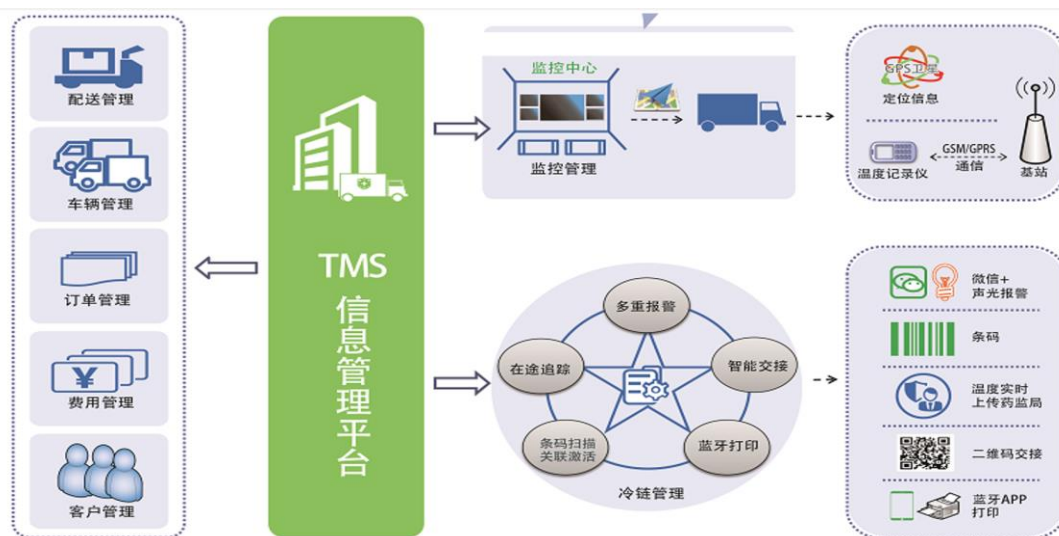 配送管理
车辆管理
订单管理
¥
费用管理
客户管理
TMS
信息管理平台
监控中心
监控管理
GPS卫星
定位信息
温度记录仪
GSM/GPRS
通信
基站
多重报警
在途追踪
智能交接
条码扫描
关联激活
蓝牙打印
冷链管理
微信+
声光报警
条码
温度实时
上传药监局
二维码交接
蓝牙APP
打印